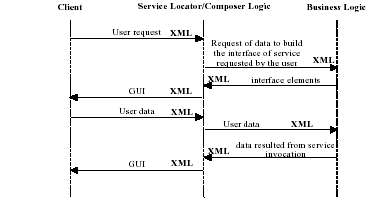 Client Service Locator/Composer Logic Business Logic
User request XML
Request of data to build
the interface of service
requested by the user XML
XML interface elements
GUI XML
User data XML
User data XML
data resulted from service
XML invocation
GUI XML